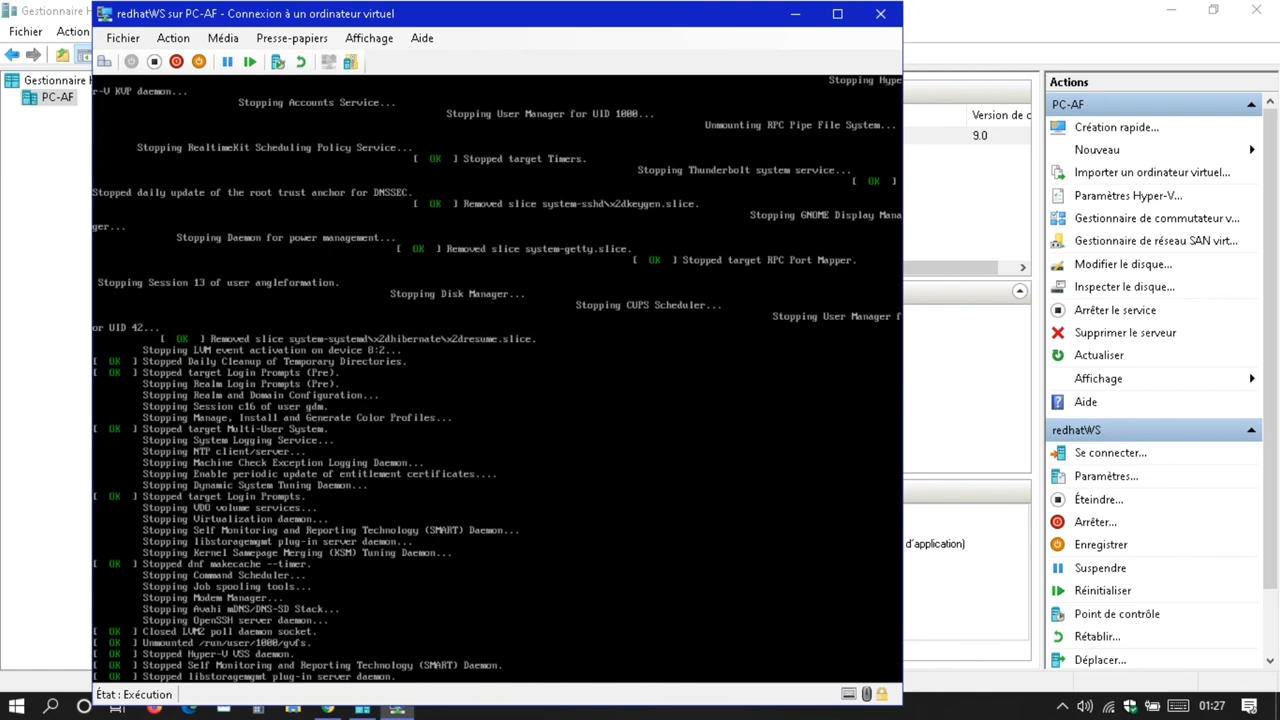 redhatWS sur PC-AF - Connexion à un ordinateur virtuel
Fichier Action Média Presse-papiers Affichage Aide
Gestionnaire H
Fichier Action
Gestionnaire H
PC-AF
Stopping Hype
r-V KVP daemon...
Stopping Accounts Service...
Stopping User Manager for UID 1000...
Unmounting RPC Pipe File System...
Stopping RealtimeKit Scheduling Policy Service...
[ OK ] Stopped target Timers.
Stopping Thunderbolt system service...
[ OK ]
Stopped daily update of the root trust anchor for DNSSEC.
[ OK ] Removed slice system-sshd\x2dkeygen.slice.
Stopping GNOME Display Mana
ger...
Stopping Daemon for power management...
[ OK ] Removed slice system-getty.slice.
[ OK ] Stopped target RPC Port Mapper.
Stopping Session 13 of user angleformation.
Stopping Disk Manager...
Stopping CUPS Scheduler...
Stopping User Manager f
or UID 42...
[ OK ] Removed slice system-systemd\x2dhibernate\x2dresume.slice.
Stopping LVM event activation on device 8:2...
[ OK ] Stopped Daily Cleanup of Temporary Directories.
[ OK ] Stopped target Login Prompts (Pre).
Stopping Realm Login Prompts (Pre).
Stopping Realm and Domain Configuration...
Stopping Session c16 of user gdm.
Stopping Manage, Install and Generate Color Profiles...
[ OK ] Stopped target Multi-User System.
Stopping System Logging Service...
Stopping NTP client/server...
Stopping Machine Check Exception Logging Daemon...
Stopping Enable periodic update of entitlement certificates....
Stopping Dynamic System Tuning Daemon...
[ OK ] Stopped target Login Prompts.
Stopping VDO volume services...
Stopping Virtualization daemon...
Stopping Self Monitoring and Reporting Technology (SMART) Daemon...
Stopping libstoragemgmt plug-in server daemon...
Stopping Kernel Samepage Merging (KSM) Tuning Daemon...
[ OK ] Stopped dnf makecache --timer.
Stopping Command Scheduler...
Stopping Job spooling tools...
Stopping Modem Manager...
Stopping Avahi mDNS/DNS-SD Stack...
Stopping OpenSSH server daemon...
[ OK ] Closed LVM2 poll daemon socket.
[ OK ] Unmounted /run/user/1000/gvfs.
[ OK ] Stopped Hyper-V VSS daemon.
[ OK ] Stopped Self Monitoring and Reporting Technology (SMART) Daemon.
[ OK ] Stopped libstoragemgmt plug-in server daemon.
État : Exécution
Version de c
9.0
d'application)
Actions
PC-AF
Création rapide...
Nouveau
Importer un ordinateur virtuel...
Paramètres Hyper-V...
Gestionnaire de commutateur v...
Gestionnaire de réseau SAN virt...
Modifier le disque...
Inspecter le disque...
Arrêter le service
Supprimer le serveur
Actualiser
Affichage
Aide
redhatWS
Se connecter...
Paramètres...
Éteindre...
Arrêter...
Enregistrer
Suspendre
Réinitialiser
Point de contrôle
Rétablir...
Déplacer...
01:27